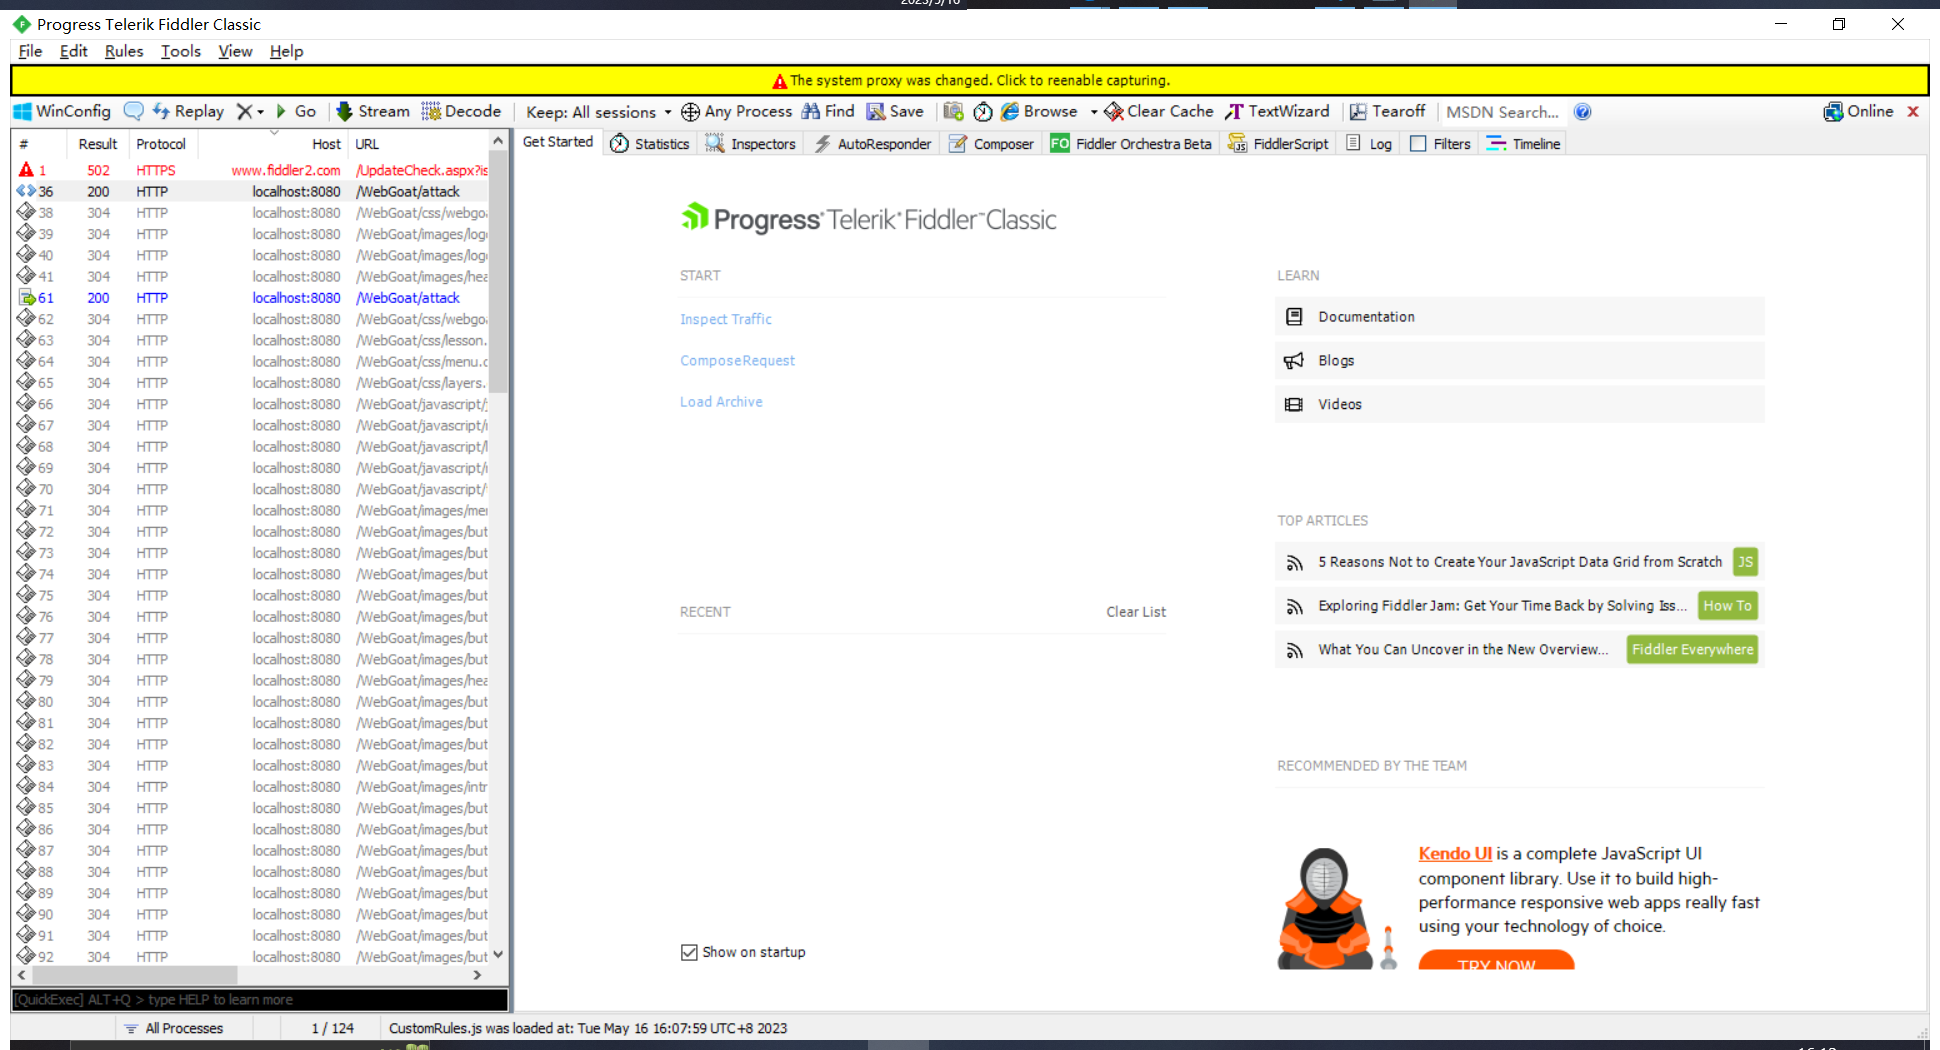 2023/5/16
Progress Telerik Fiddler Classic
File Edit Rules Tools View Help
The system proxy was changed. Click to reenable capturing.
WinConfig Replay Go Stream Decode Keep: All sessions Any Process Find Save Browse Clear Cache TextWizard Tearoff MSDN Search... Online
# Result Protocol Host URL
Get Started Statistics Inspectors AutoResponder Composer FO Fiddler Orchestra Beta FiddlerScript Log Filters Timeline
1 502 HTTPS www.fiddler2.com /UpdateCheck.aspx?is
36 200 HTTP localhost:8080 /WebGoat/attack
38 304 HTTP localhost:8080 /WebGoat/css/webgo
39 304 HTTP localhost:8080 /WebGoat/images/log
40 304 HTTP localhost:8080 /WebGoat/images/log
41 304 HTTP localhost:8080 /WebGoat/images/hea
61 200 HTTP localhost:8080 /WebGoat/attack
62 304 HTTP localhost:8080 /WebGoat/css/webgo
63 304 HTTP localhost:8080 /WebGoat/css/lesson.
64 304 HTTP localhost:8080 /WebGoat/css/menu.c
65 304 HTTP localhost:8080 /WebGoat/css/layers.
66 304 HTTP localhost:8080 /WebGoat/javascript/j
67 304 HTTP localhost:8080 /WebGoat/javascript/
68 304 HTTP localhost:8080 /WebGoat/javascript/l
69 304 HTTP localhost:8080 /WebGoat/javascript/
70 304 HTTP localhost:8080 /WebGoat/javascript/
71 304 HTTP localhost:8080 /WebGoat/images/me
72 304 HTTP localhost:8080 /WebGoat/images/but
73 304 HTTP localhost:8080 /WebGoat/images/but
74 304 HTTP localhost:8080 /WebGoat/images/but
75 304 HTTP localhost:8080 /WebGoat/images/but
76 304 HTTP localhost:8080 /WebGoat/images/but
77 304 HTTP localhost:8080 /WebGoat/images/but
78 304 HTTP localhost:8080 /WebGoat/images/but
79 304 HTTP localhost:8080 /WebGoat/images/hea
80 304 HTTP localhost:8080 /WebGoat/images/but
81 304 HTTP localhost:8080 /WebGoat/images/but
82 304 HTTP localhost:8080 /WebGoat/images/but
83 304 HTTP localhost:8080 /WebGoat/images/but
84 304 HTTP localhost:8080 /WebGoat/images/intr
85 304 HTTP localhost:8080 /WebGoat/images/but
86 304 HTTP localhost:8080 /WebGoat/images/but
87 304 HTTP localhost:8080 /WebGoat/images/but
88 304 HTTP localhost:8080 /WebGoat/images/but
89 304 HTTP localhost:8080 /WebGoat/images/but
90 304 HTTP localhost:8080 /WebGoat/images/but
91 304 HTTP localhost:8080 /WebGoat/images/but
92 304 HTTP localhost:8080 /WebGoat/images/but
[QuickExec] ALT+Q > type HELP to learn more
Progress® Telerik® Fiddler™ Classic
START
Inspect Traffic
Compose Request
Load Archive
RECENT Clear List
Show on startup
LEARN
Documentation
Blogs
Videos
TOP ARTICLES
5 Reasons Not to Create Your JavaScript Data Grid from Scratch JS
Exploring Fiddler Jam: Get Your Time Back by Solving Iss... How To
What You Can Uncover in the New Overview... Fiddler Everywhere
RECOMMENDED BY THE TEAM
Kendo UI is a complete JavaScript UI
component library. Use it to build high-
performance responsive web apps really fast
using your technology of choice.
TRY NOW
All Processes 1 / 124 CustomRules.js was loaded at: Tue May 16 16:07:59 UTC+8 2023